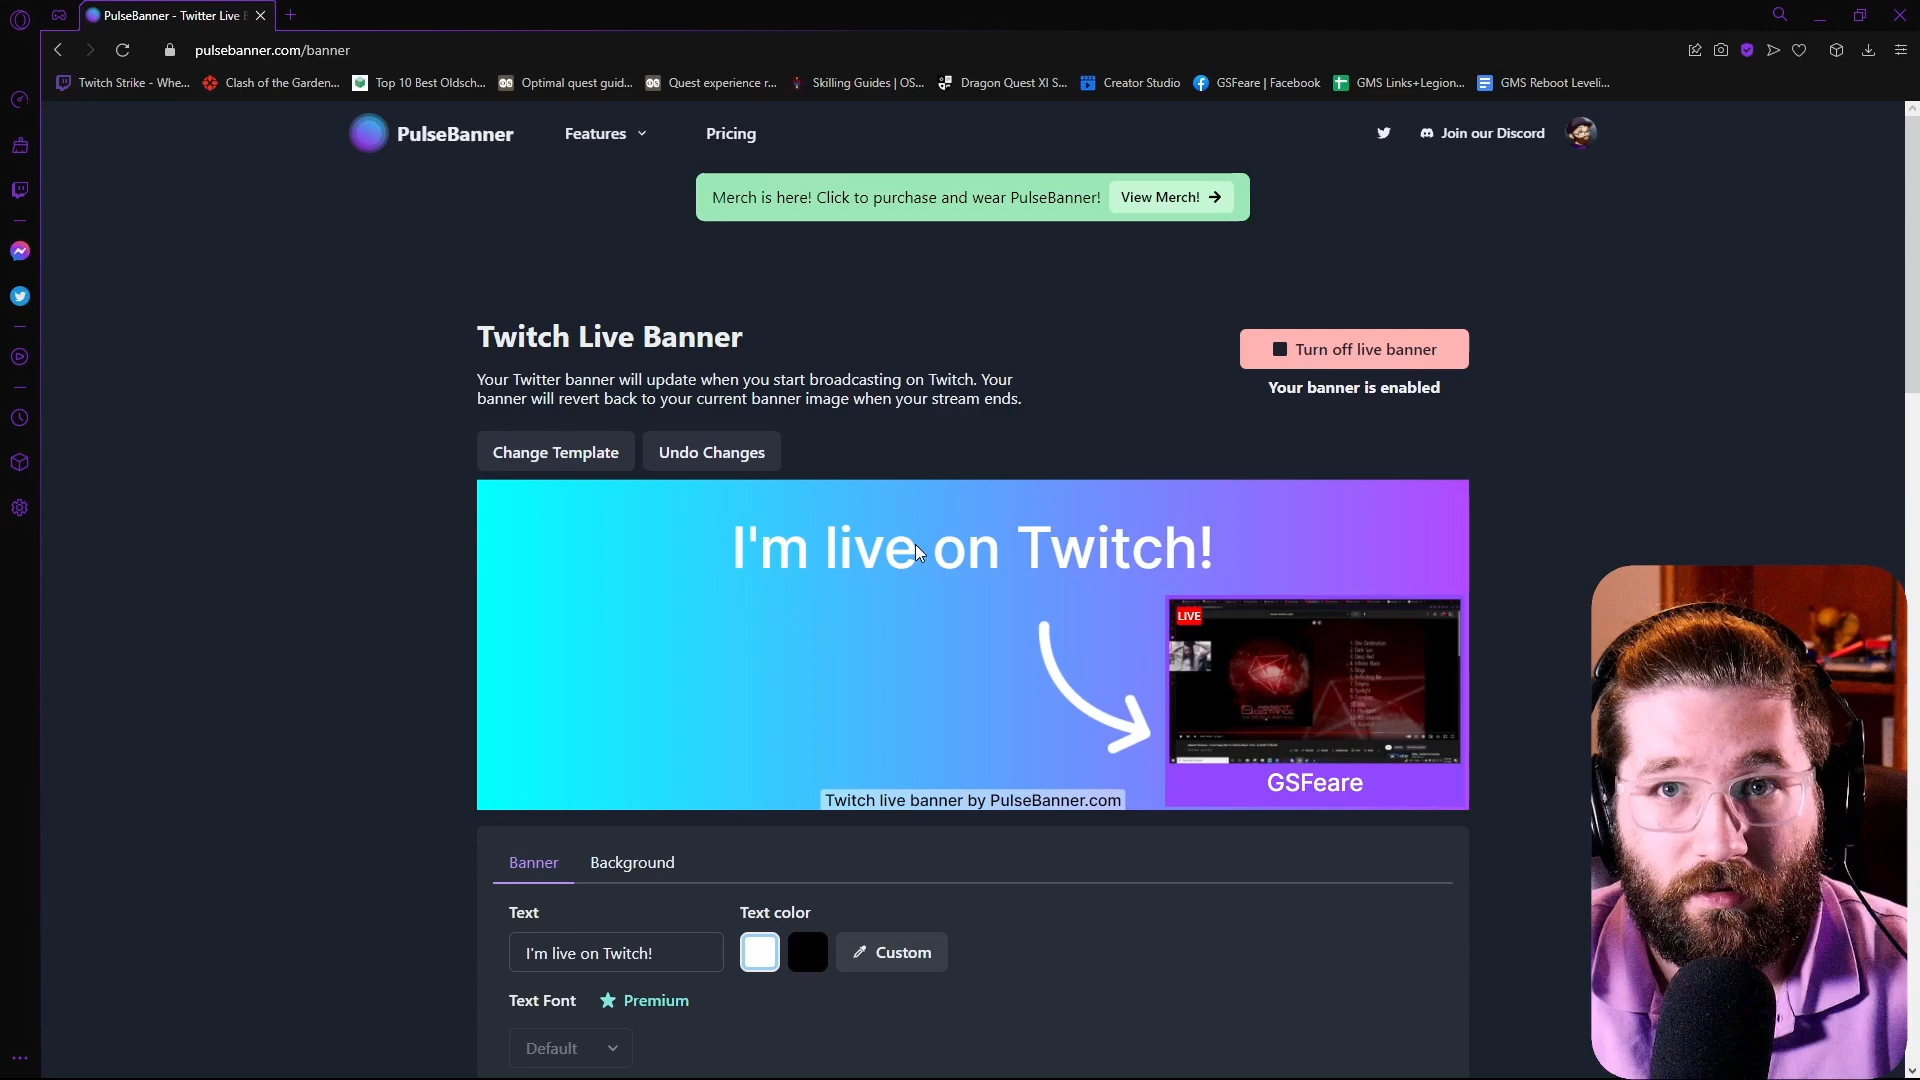 PulseBanner - Twitter Live
pulsebanner.com/banner
Twitch Strike - Whe...
Clash of the Garden...
Top 10 Best Oldsch...
Optimal quest guid...
Quest experience r...
Skilling Guides | OS...
Dragon Quest XI S...
Creator Studio
GSFeare | Facebook
GMS Links+Legion...
GMS Reboot Leveli...
PulseBanner
Features
Pricing
Join our Discord
Merch is here! Click to purchase and wear PulseBanner!
View Merch!
Twitch Live Banner
Turn off live banner
Your Twitter banner will update when you start broadcasting on Twitch. Your
banner will revert back to your current banner image when your stream ends.
Your banner is enabled
Change Template
Undo Changes
I'm live on Twitch!
LIVE
GSFeare
Twitch live banner by PulseBanner.com
Banner
Background
Text
Text color
I'm live on Twitch!
Custom
Text Font
Premium
Default